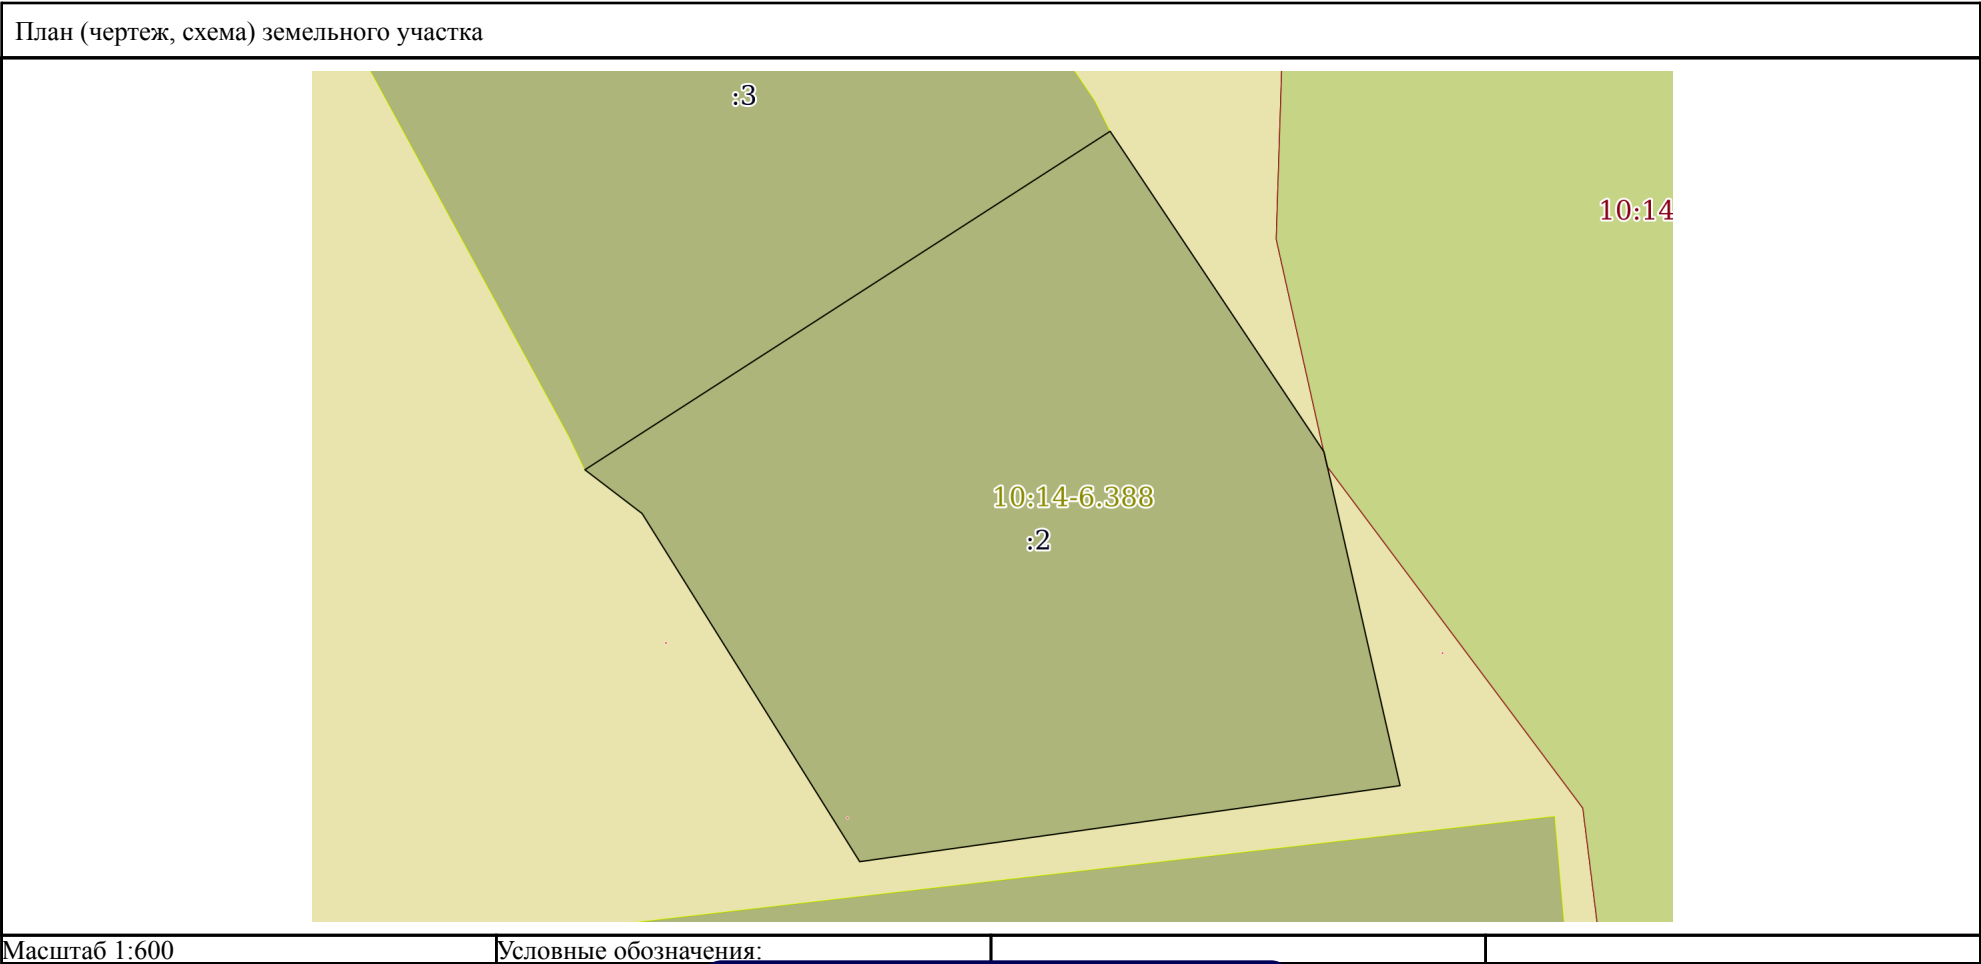 План (чертеж, схема) земельного участка
:3
10:14
10:14-6.388
:2
Масштаб 1:600
Условные обозначения: